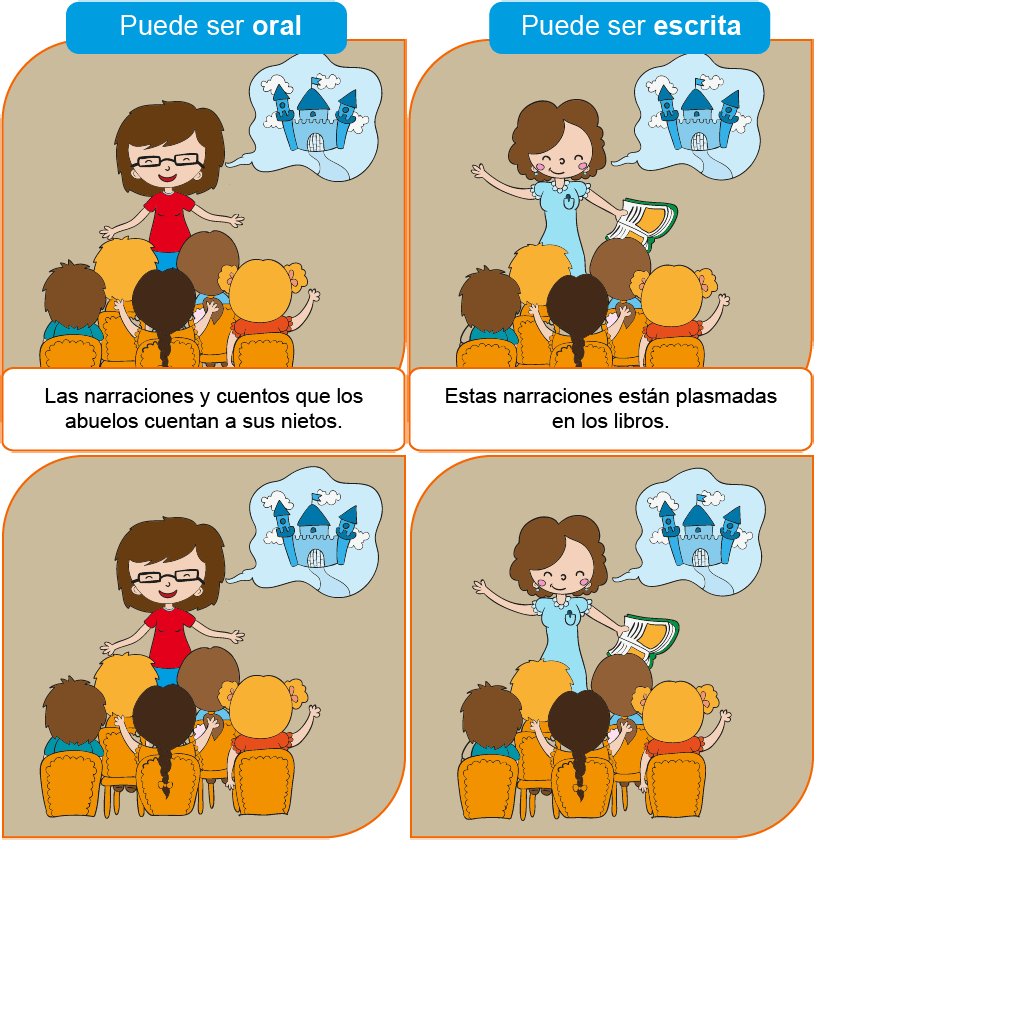 Puede ser oral
Puede ser escrita
Las narraciones y cuentos que los
abuelos cuentan a sus nietos.
Estas narraciones están plasmadas
en los libros.